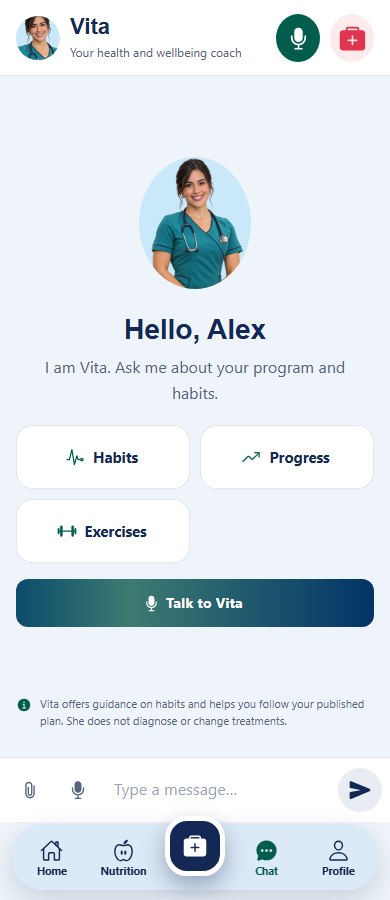 Vita
Your health and wellbeing coach
Hello, Alex
I am Vita. Ask me about your program and
habits.
Habits
Progress
Exercises
Talk to Vita
Vita offers guidance on habits and helps you follow your published
plan. She does not diagnose or change treatments.
Type a message...
Home
Nutrition
Chat
Profile